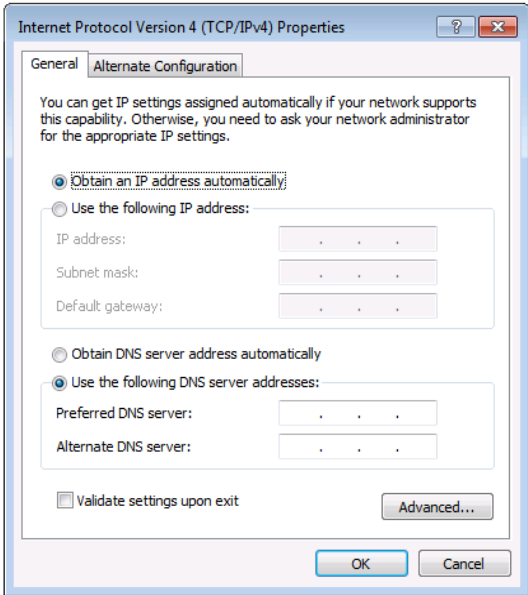 Internet Protocol Version 4 (TCP/IPv4) Properties
General
Alternate Configuration
You can get IP settings assigned automatically if your network supports
this capability. Otherwise, you need to ask your network administrator
for the appropriate IP settings.
Obtain an IP address automatically
Use the following IP address:
IP address:
Subnet mask:
Default gateway:
Obtain DNS server address automatically
Use the following DNS server addresses:
Preferred DNS server:
Alternate DNS server:
Validate settings upon exit
Advanced...
OK
Cancel